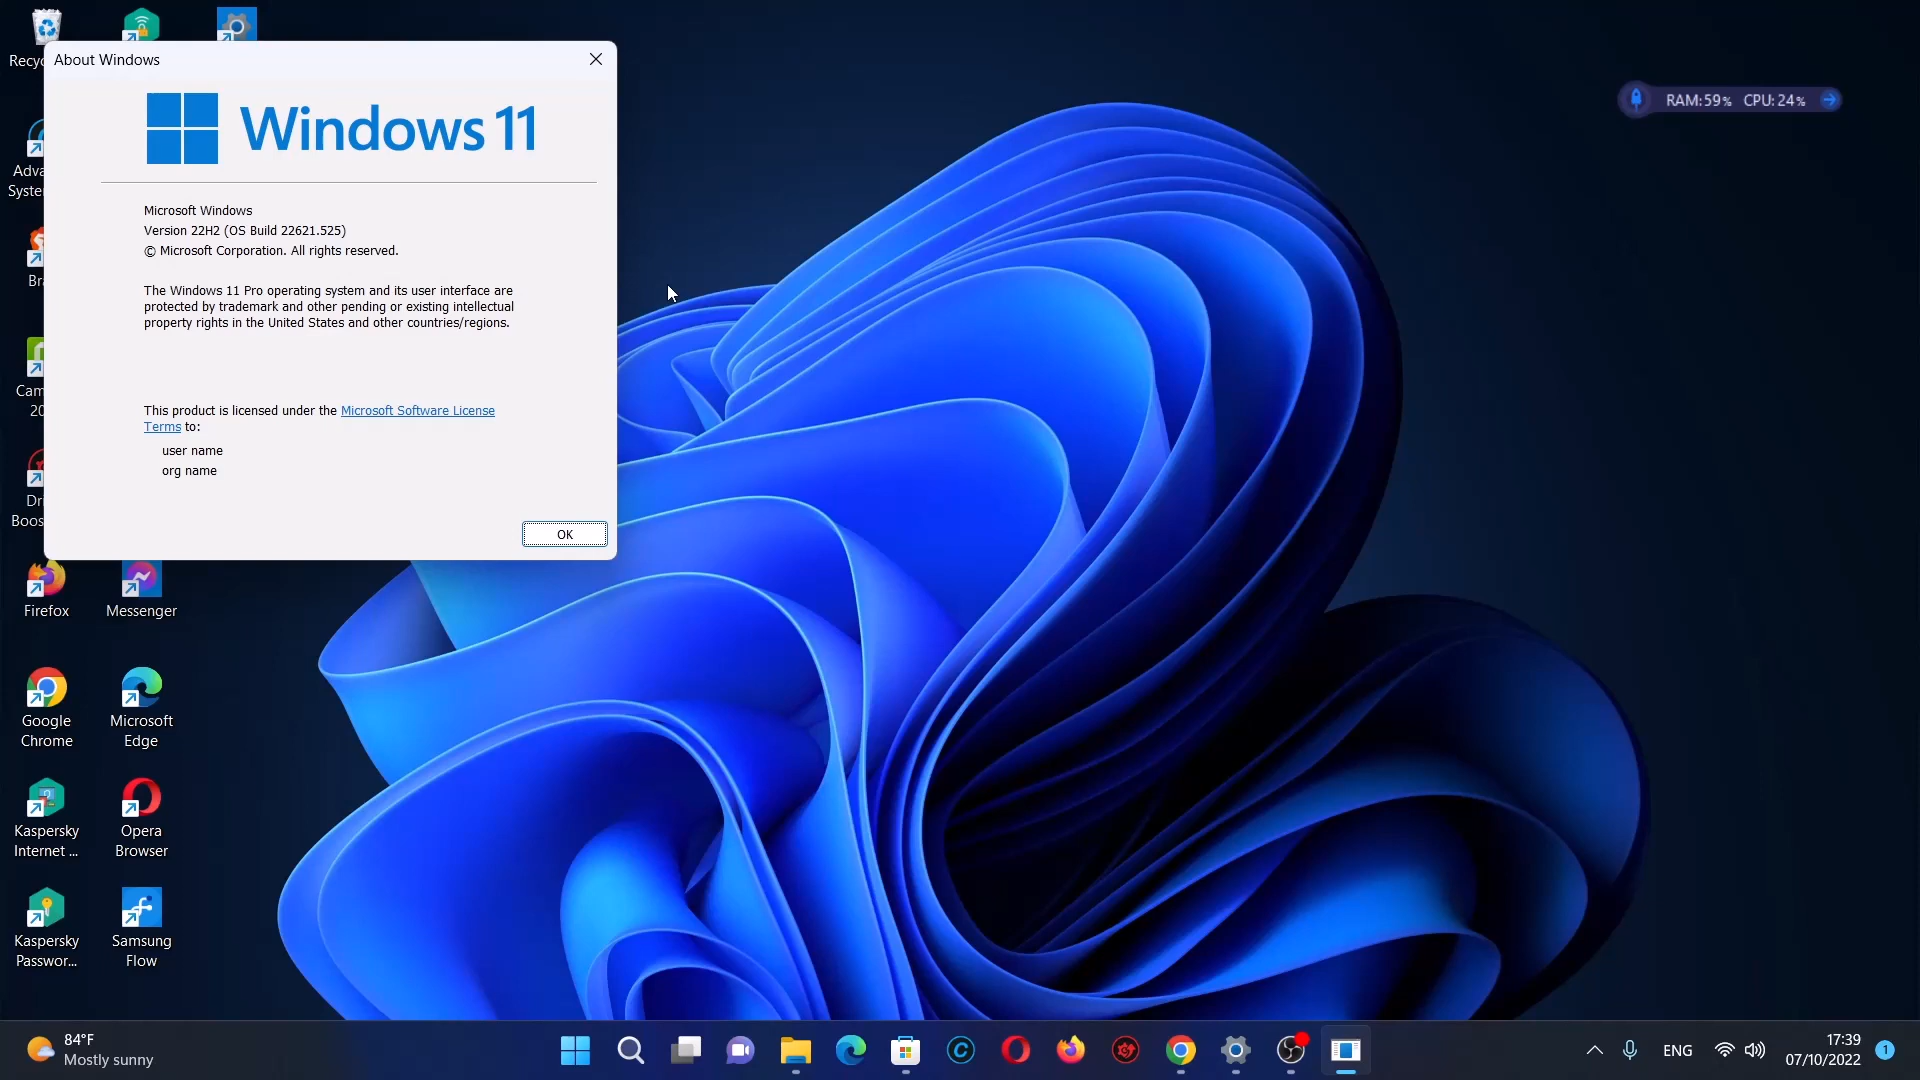 Recyc
About Windows
Windows 11
RAM:59% CPU: 24%
Adva
Syste
Microsoft Windows
Version 22H2 (OS Build 22621.525)
© Microsoft Corporation. All rights reserved.
Bra
The Windows 11 Pro operating system and its user interface are
protected by trademark and other pending or existing intellectual
property rights in the United States and other countries/regions.
Cam
20
This product is licensed under the Microsoft Software License
Terms to:
user name
org name
Dri
Boos
OK
Firefox
Messenger
Google
Chrome
Microsoft
Edge
Kaspersky
Internet ...
Opera
Browser
Kaspersky
Passwor...
Samsung
Flow
84°F
Mostly sunny
ENG
17:39
07/10/2022
1